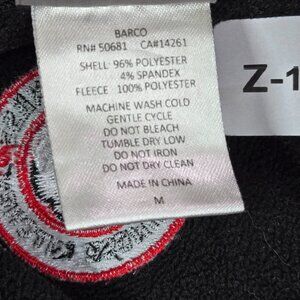 BARCO
RN# 50681 CA#14261
SHELL: 96% POLYESTER
4% SPANDEX
FLEECE: 100% POLYESTER
MACHINE WASH COLD
GENTLE CYCLE
DO NOT BLEACH
TUMBLE DRY LOW
DO NOT IRON
DO NOT DRY CLEAN
MADE IN CHINA
M
Z-1